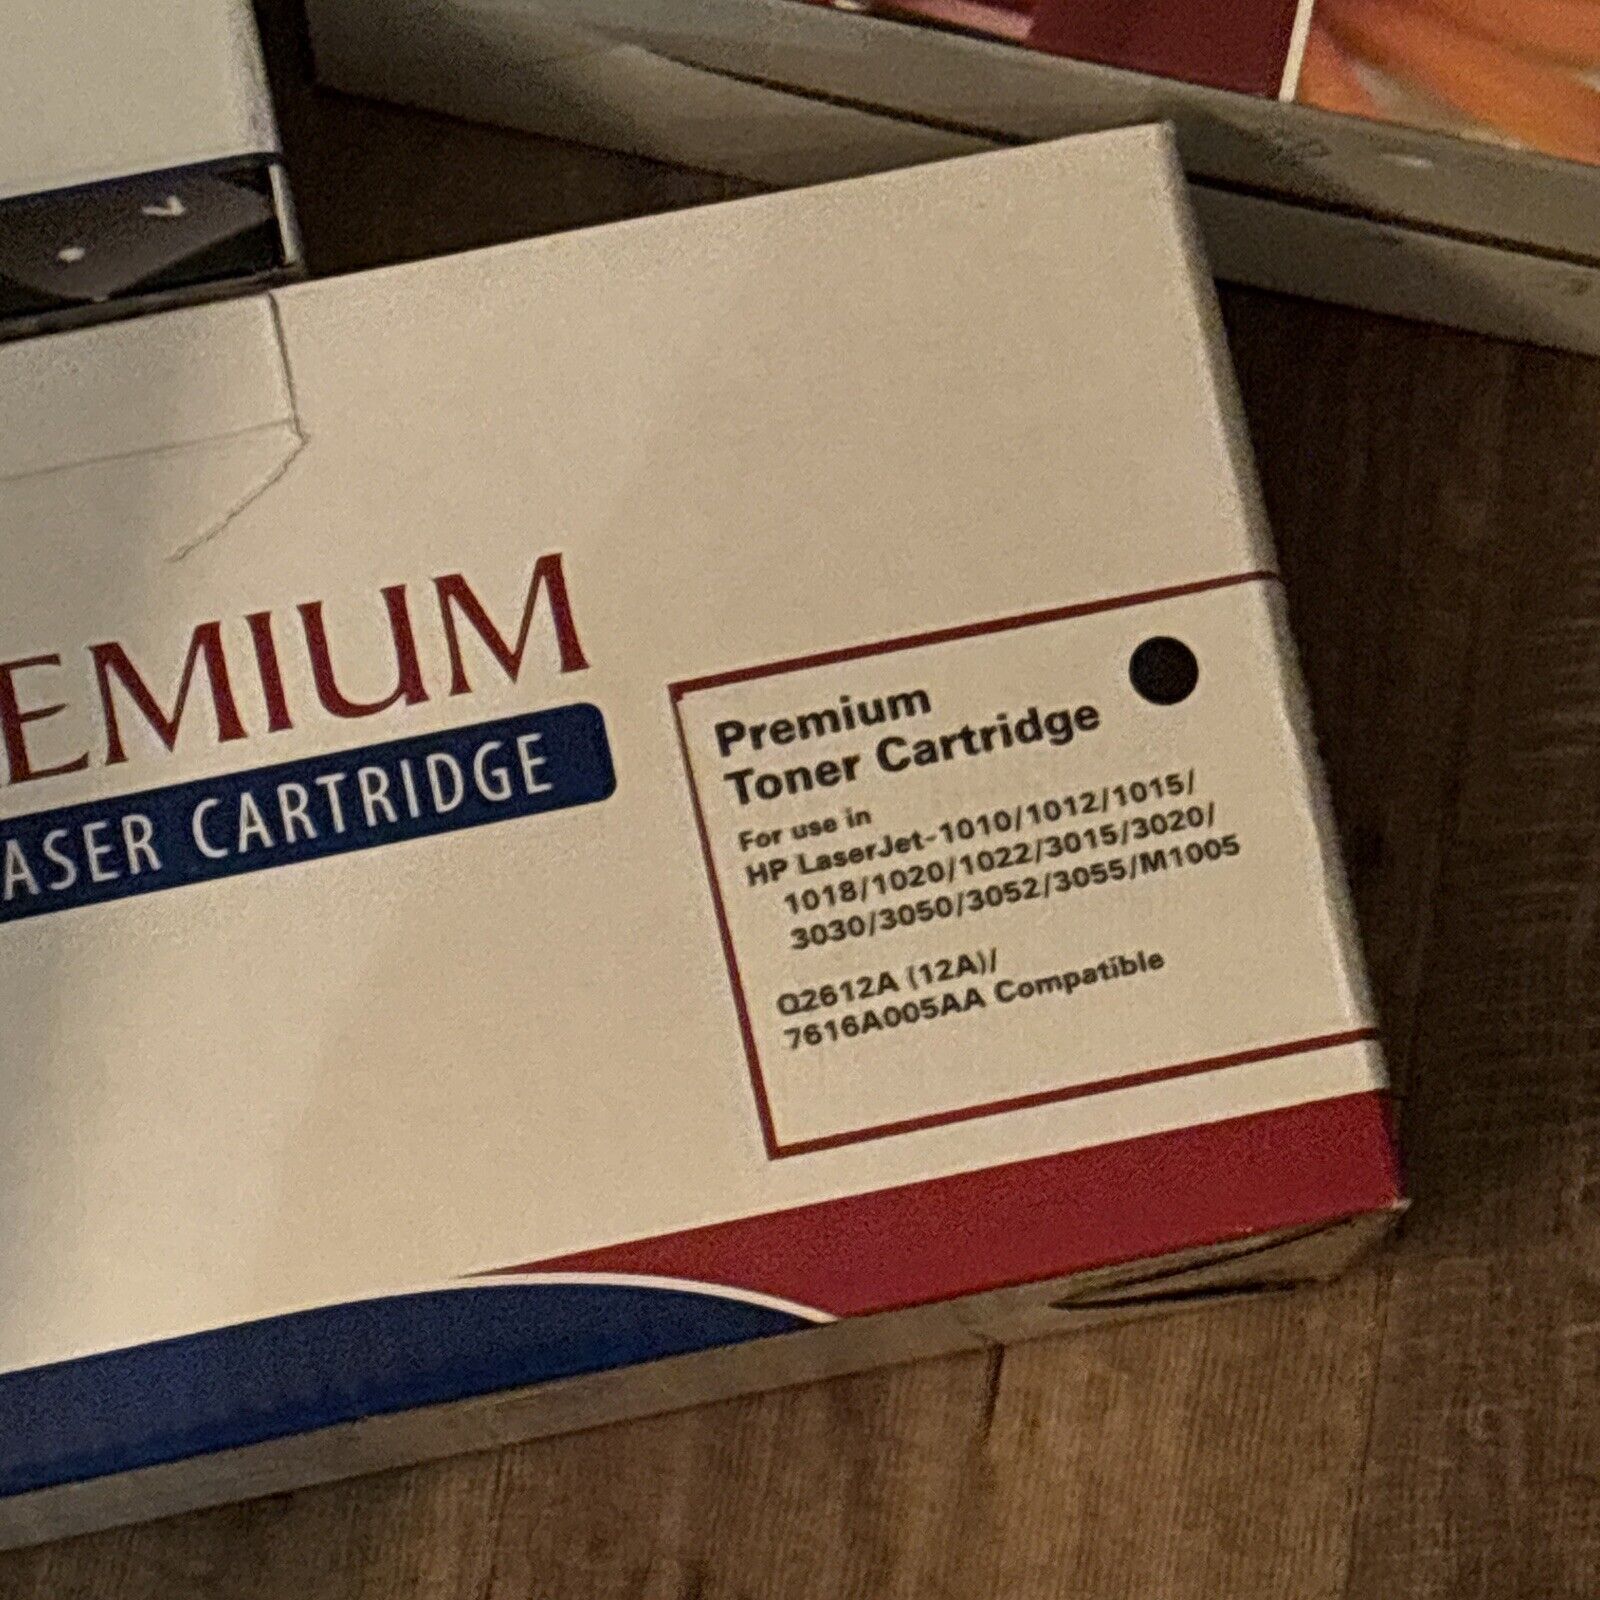 EMIUM
ASER CARTRIDGE
Premium
Toner Cartridge
For use in
HP LaserJet-1010/1012/1015/
1018/1020/1022/3015/3020/
3030/3050/3052/3055/M1005
Q2612A (12A)/
7616A005AA Compatible